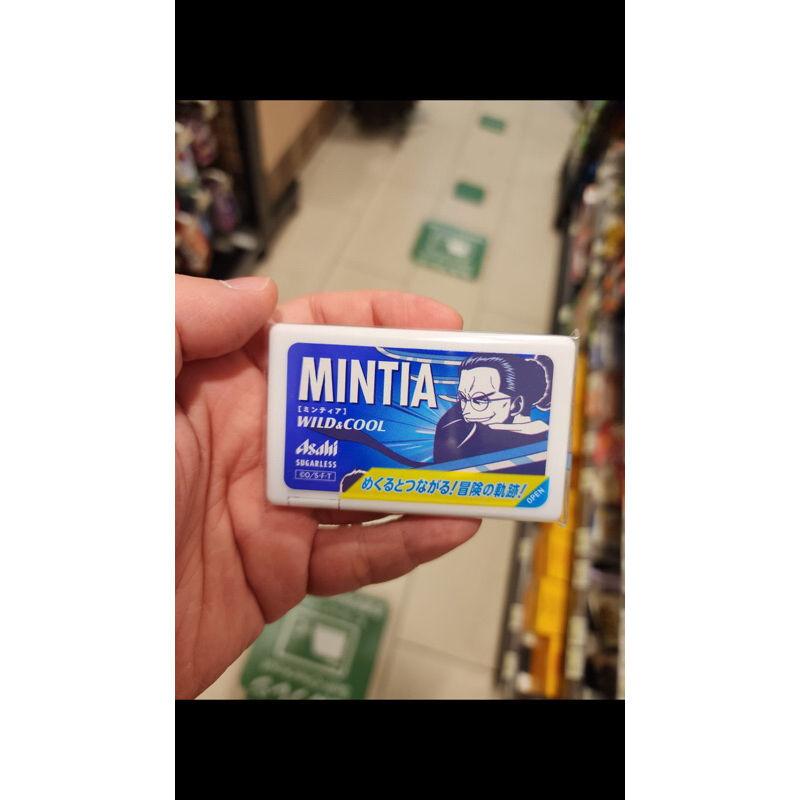 MINTIA
[ミンティア]
WILD&COOL
Asahi
SUGARLESS
©O/S・F・T
めくるとつながる!冒険の軌跡!
OPEN